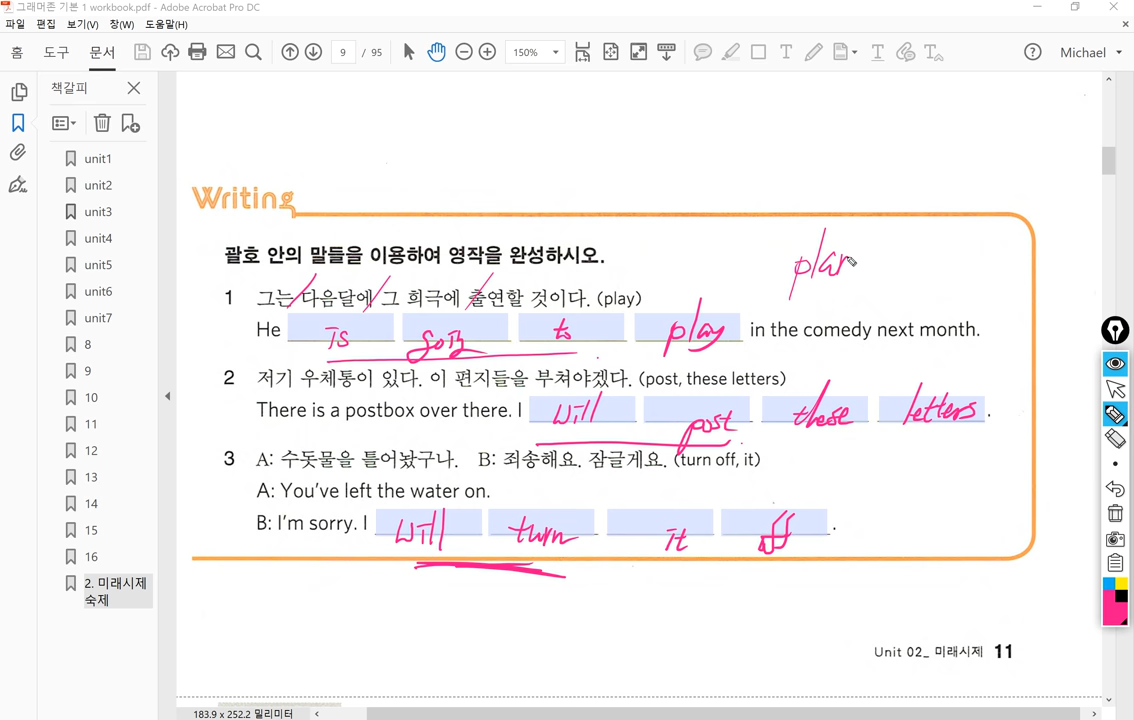 그래머존 기본 1 workbook.pdf - Adobe Acrobat Pro DC
파일 편집 보기(V) 창(W) 도움말(H)
홈 도구 문서 9 / 95 150% Michael
책갈피
unit1
unit2
unit3
unit4
unit5
unit6
unit7
8
9
10
11
12
13
14
15
16
2. 미래시제
숙제
Writing
괄호 안의 말들을 이용하여 영작을 완성하시오.
plan
1 그는 다음달에 그 희극에 출연할 것이다. (play)
He is going to play in the comedy next month.
2 저기 우체통이 있다. 이 편지들을 부쳐야겠다. (post, these letters)
There is a postbox over there. I will post these letters.
3 A: 수돗물을 틀어놨구나. B: 죄송해요. 잠글게요. (turn off, it)
A: You've left the water on.
B: I'm sorry. I will turn it off.
Unit 02_ 미래시제 11
183.9 x 252.2 밀리미터